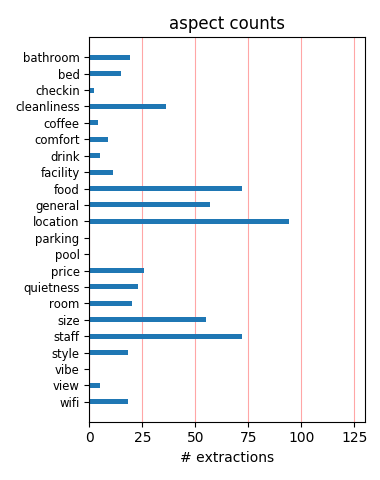 aspect counts
bathroom
bed
checkin
cleanliness
coffee
comfort
drink
facility
food
general
location
parking
pool
price
quietness
room
size
staff
style
vibe
view
wifi
0 25 50 75 100 125
# extractions